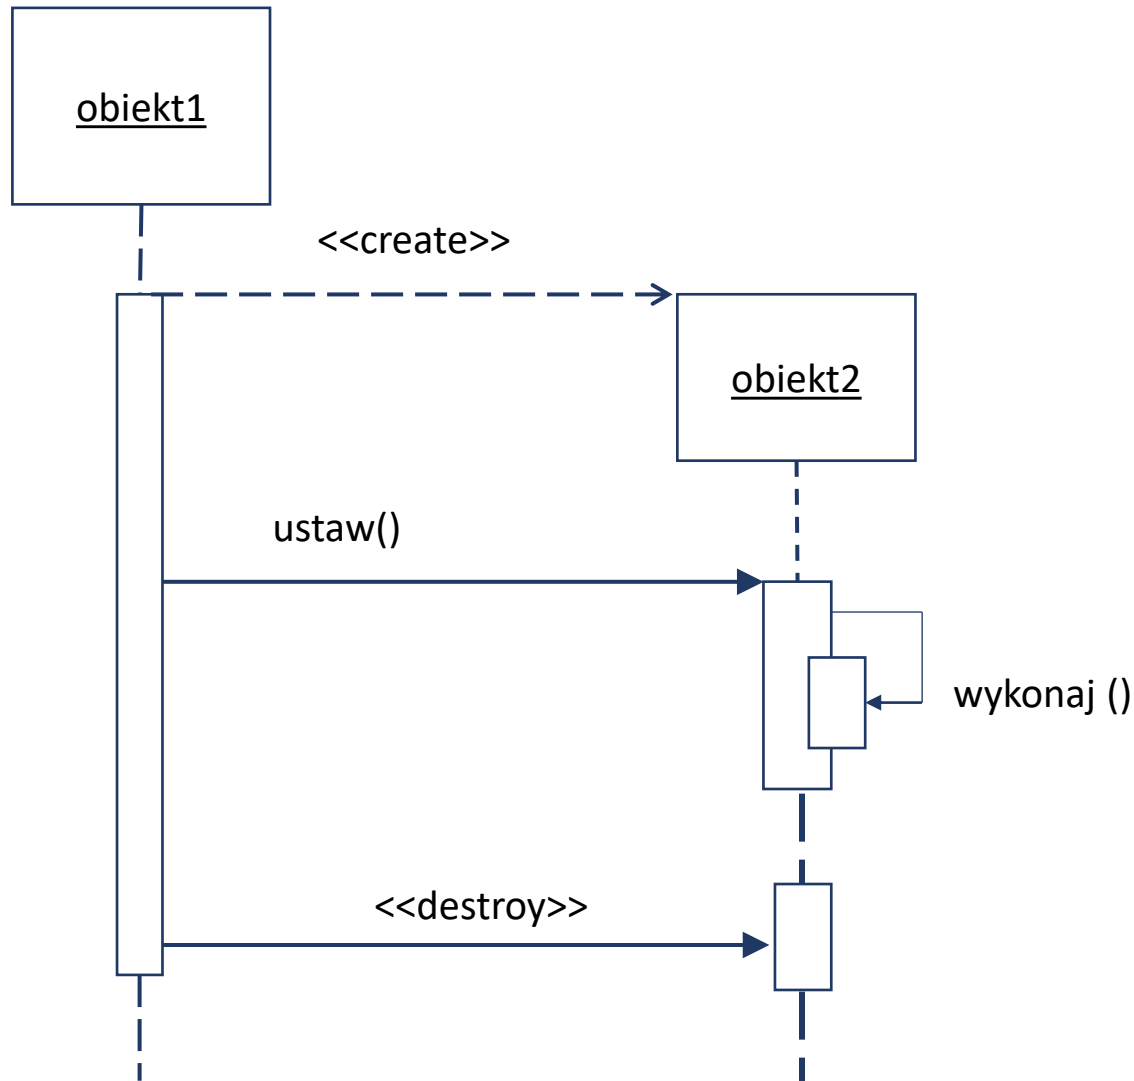 obiekt1
<<create>>
obiekt2
ustaw()
wykonaj ()
<<destroy>>